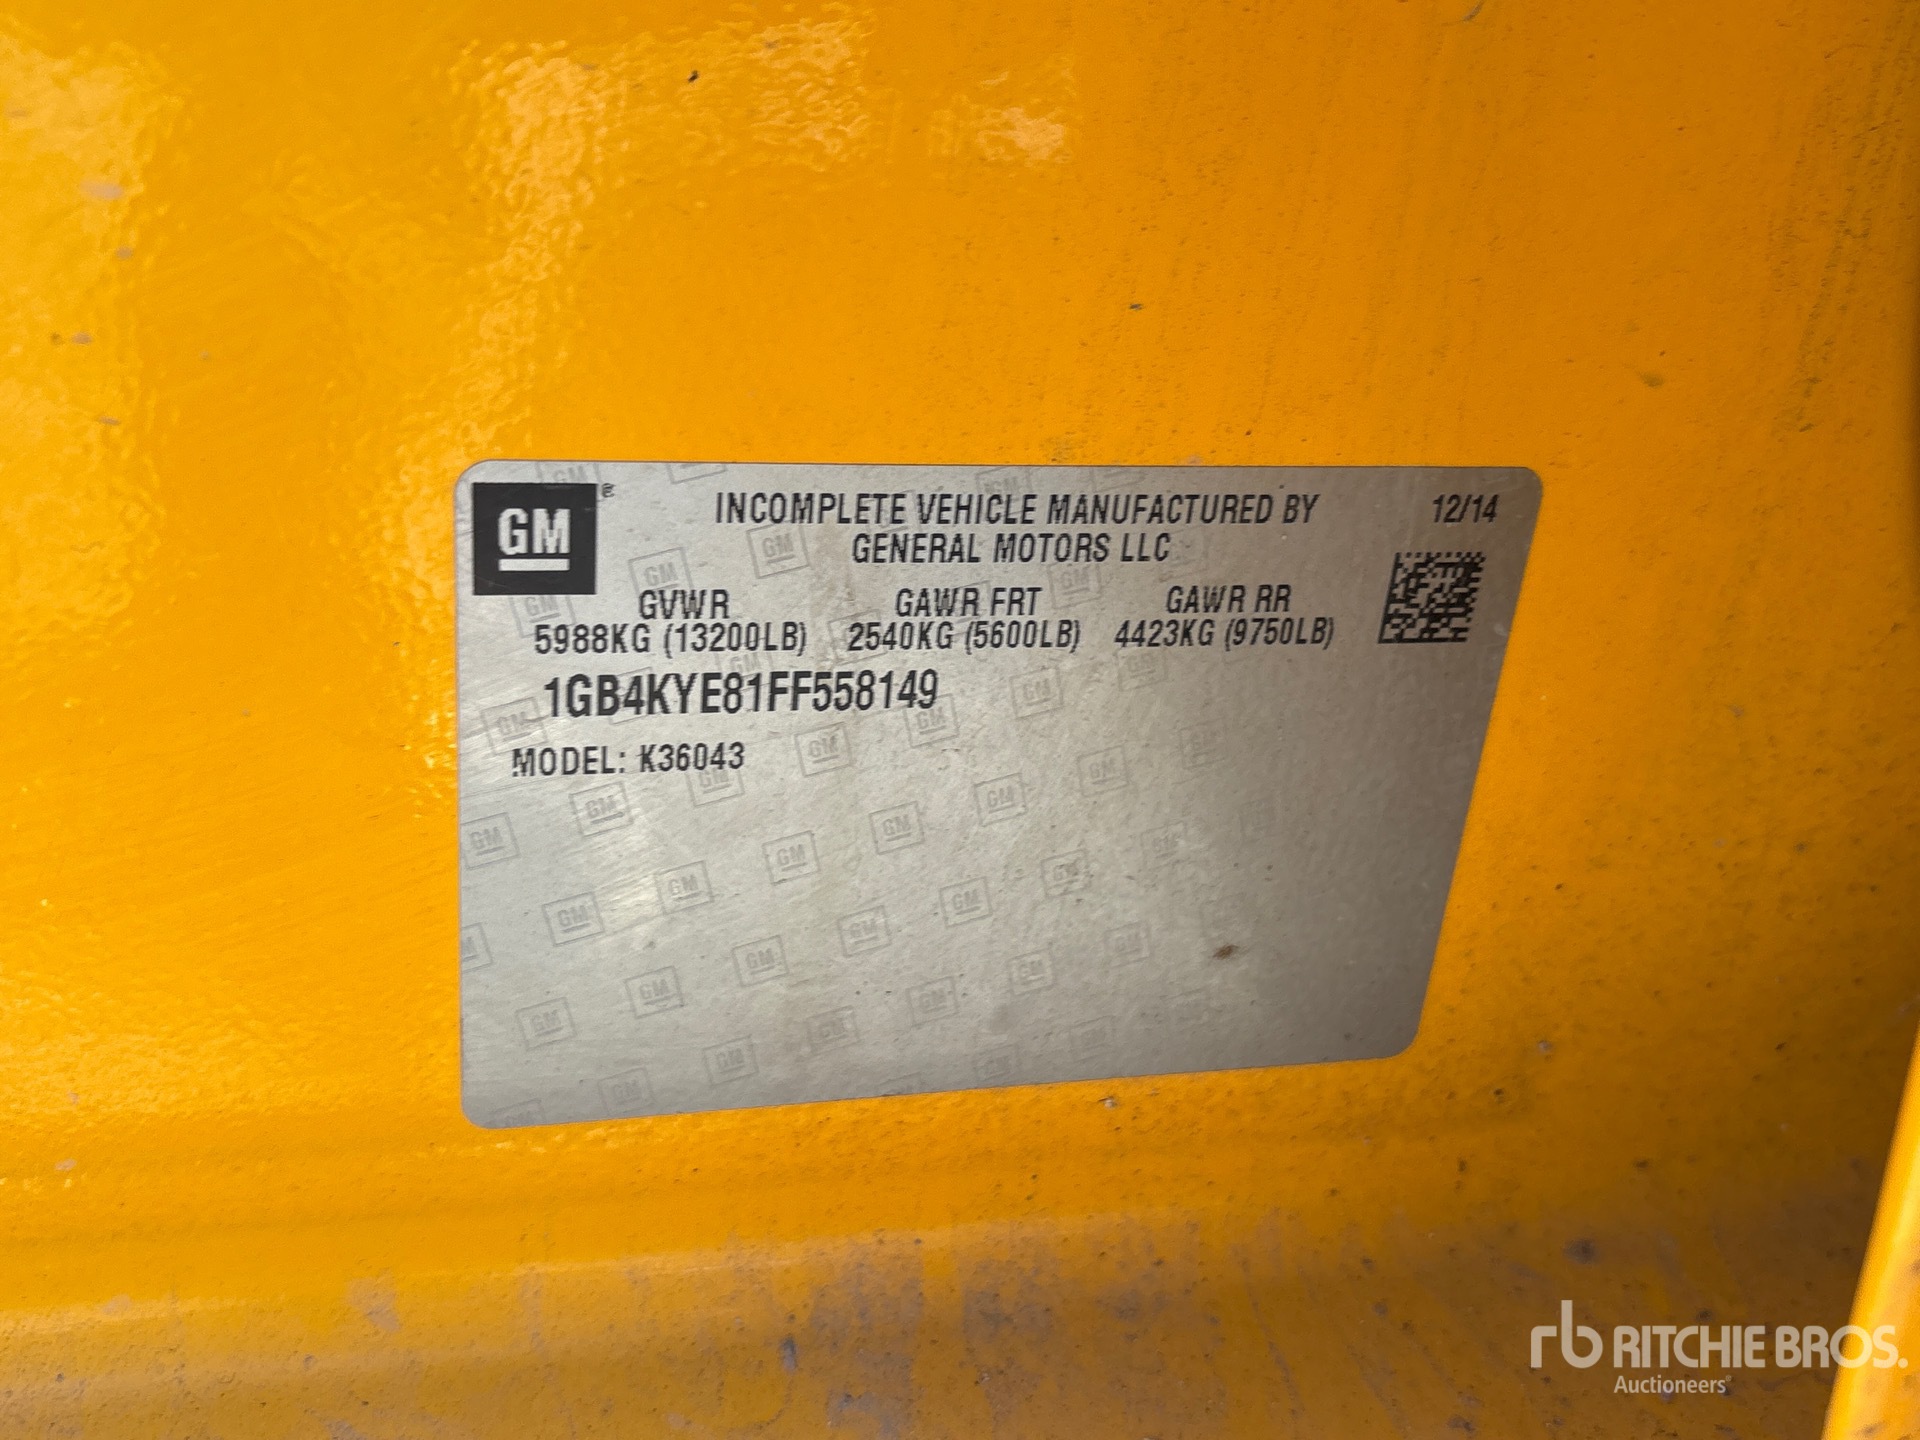 GM®
INCOMPLETE VEHICLE MANUFACTURED BY 12/14
GENERAL MOTORS LLC
GVWR GAWR FRT GAWR RR
5988KG (13200LB) 2540KG (5600LB) 4423KG (9750LB)
1GB4KYE81FF558149
MODEL: K36043
rb RITCHIE BROS.
Auctioneers